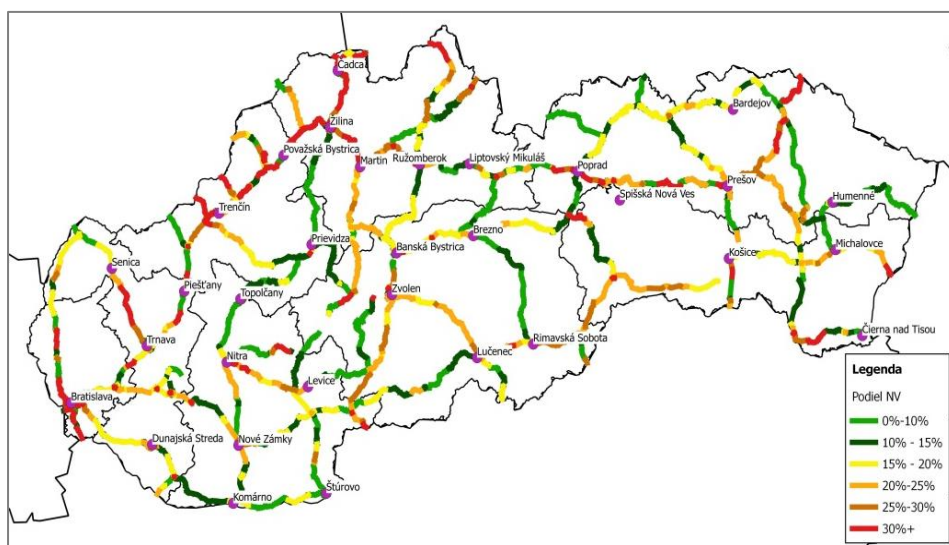 Čadca
Žilina
Považská Bystrica
Martin
Ružomberok
Liptovský Mikuláš
Poprad
Bardejov
Spišská Nová Ves
Prešov
Humenné
Trenčín
Prievidza
Banská Bystrica
Brezno
Košice
Michalovce
Senica
Piešťany
Topoľčany
Zvolen
Trnava
Nitra
Levice
Lučenec
Rimavská Sobota
Čierna nad Tisou
Bratislava
Dunajská Streda
Nové Zámky
Komárno
Štúrovo
Legenda
Podiel NV
0%-10%
10% - 15%
15% - 20%
20%-25%
25%-30%
30%+